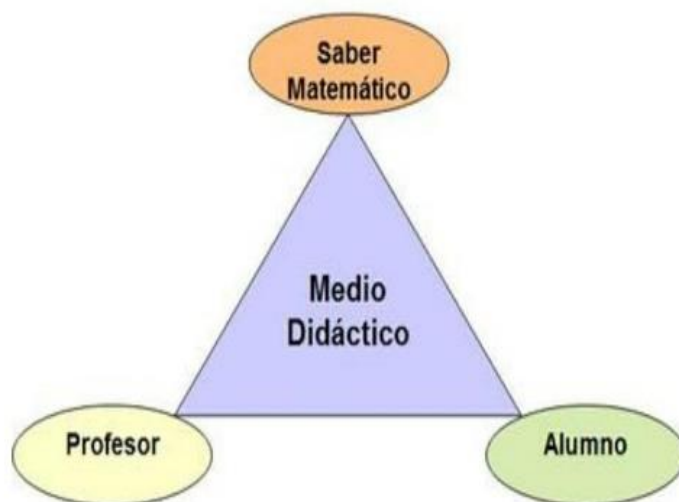 Saber
Matemático
Medio
Didáctico
Profesor
Alumno